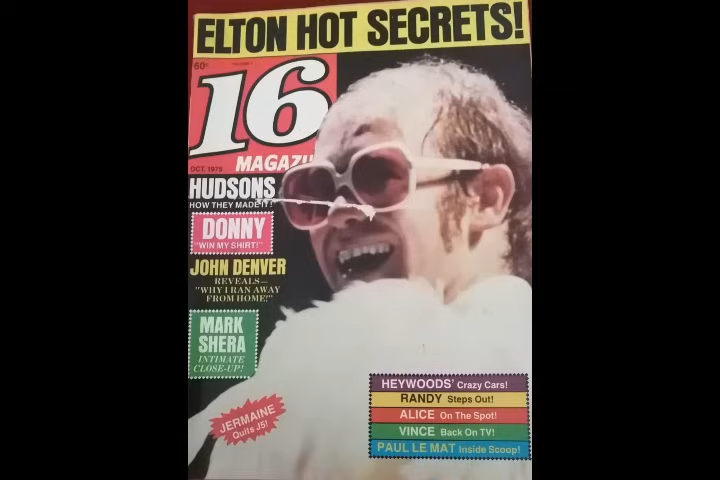 ELTON HOT SECRETS!
60¢
16
MAGAZI
OCT. 1975
HUDSONS
HOW THEY MADE IT!
DONNY
"WIN MY SHIRT!"
JOHN DENVER
REVEALS—
"WHY I RAN AWAY
FROM HOME!"
MARK
SHERA
INTIMATE
CLOSE-UP!
JERMAINE
Quits J5!
HEYWOODS' Crazy Cars!
RANDY Steps Out!
ALICE On The Spot!
VINCE Back On TV!
PAUL LE MAT Inside Scoop!